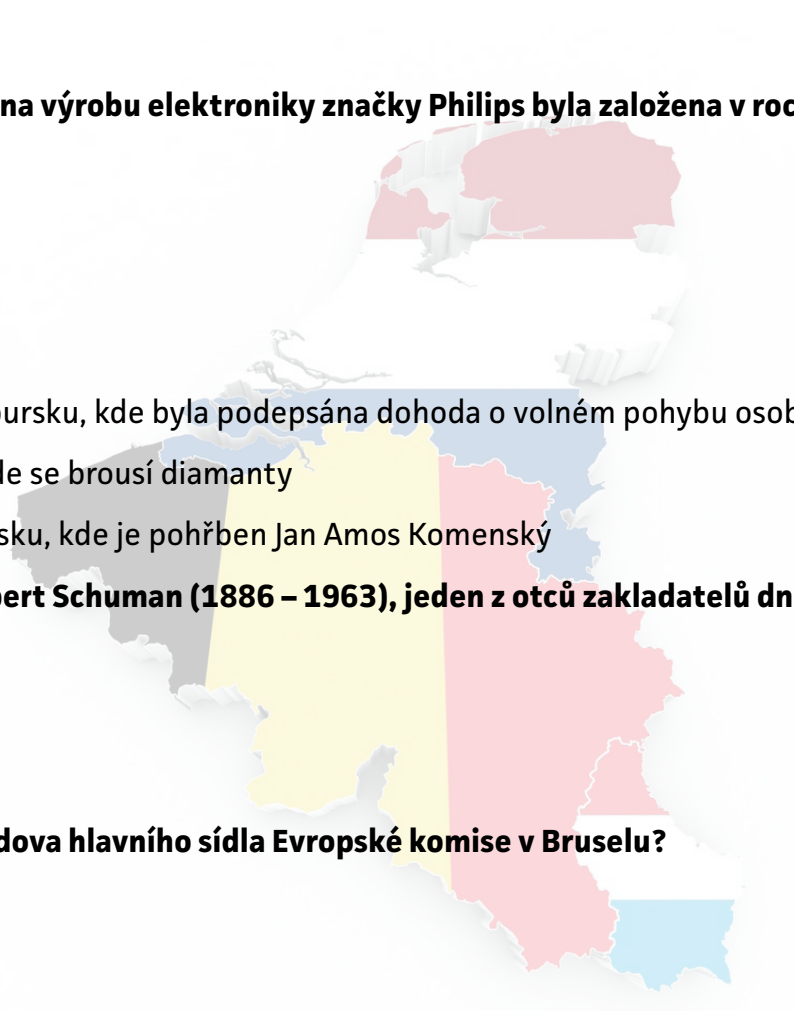 na výrobu elektroniky značky Philips byla založena v roc
bursku, kde byla podepsána dohoda o volném pohybu osob
de se brousí diamanty
sku, kde je pohřben Jan Amos Komenský
bert Schuman (1886 – 1963), jeden z otců zakladatelů dn
dova hlavního sídla Evropské komise v Bruselu?